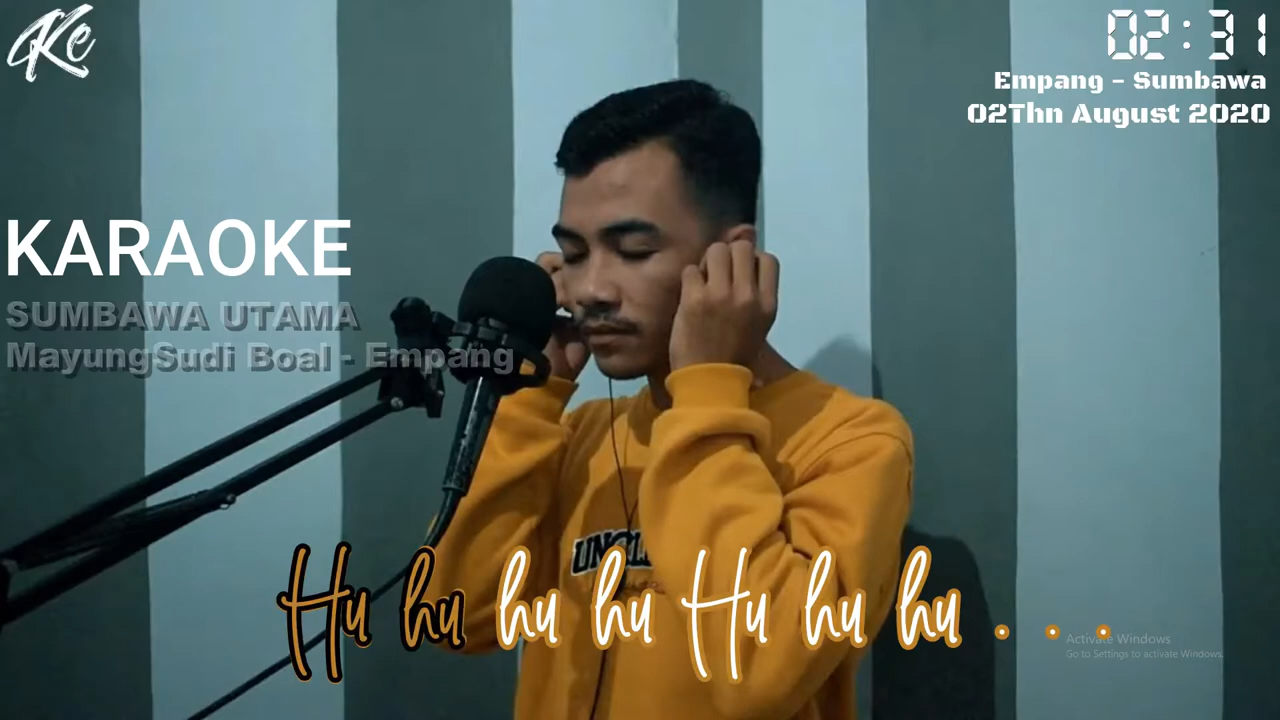 Ke
02:31
Empang - Sumbawa
02Thn August 2020
KARAOKE
SUMBAWA UTAMA
MayungSudi Boal - Empang
Hu hu hu hu Hu hu hu . . .
Activate Windows
Go to Settings to activate Windows.